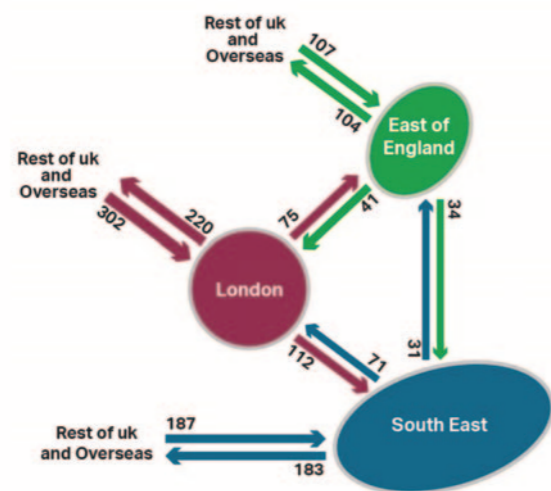 Rest of uk
and
Overseas
107
104
East of
England
Rest of uk
and
Overseas
302
220
75
41
34
London
112
71
31
187
South East
Rest of uk
and Overseas
183